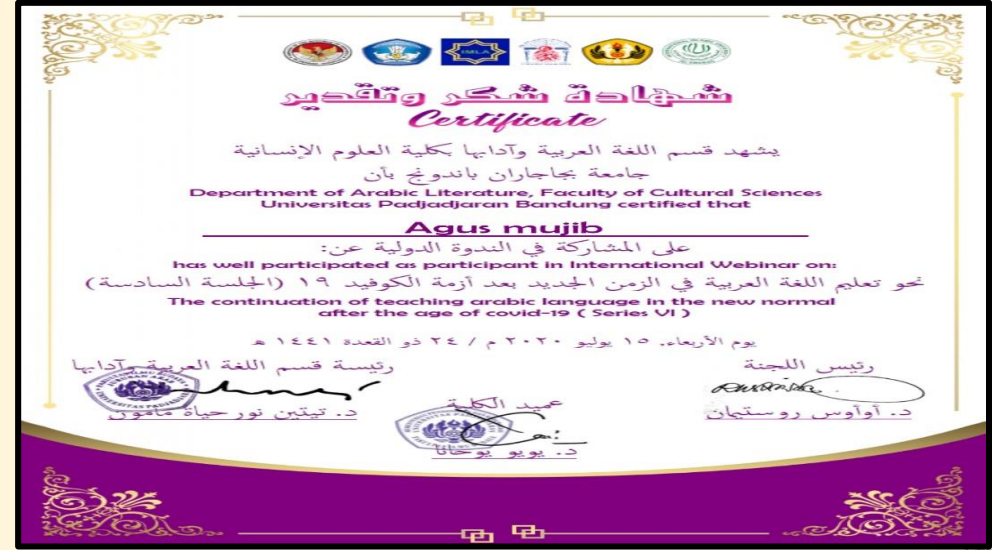 IMLA
شهادة شكر وتقدير
Certificate
يشهد قسم اللغة العربية وآدابها بكلية العلوم الإنسانية
جامعة بجاجاران باندونج بآن
Department of Arabic Literature, Faculty of Cultural Sciences
Universitas Padjadjaran Bandung certified that
Agus mujib
على المشاركة في الندوة الدولية عن:
has well participated as participant in International Webinar on:
نحو تعليم اللغة العربية في الزمن الجديد بعد آزمة الكوفيد ١٩ (الجلسة السادسة)
The continuation of teaching arabic language in the new normal
after the age of covid-19 ( Series VI )
يوم الأربعاء، ١٥ يوليو ٢٠٢٠ م / ٢٤ ذو القعدة ١٤٤١ هـ
رئيس اللجنة
رئيسة قسم اللغة العربية وآدابها
عميد الكلية
د. آوآوس روستيمان
د. تيتين نورحياة مأمون
د. يويو يوحانا